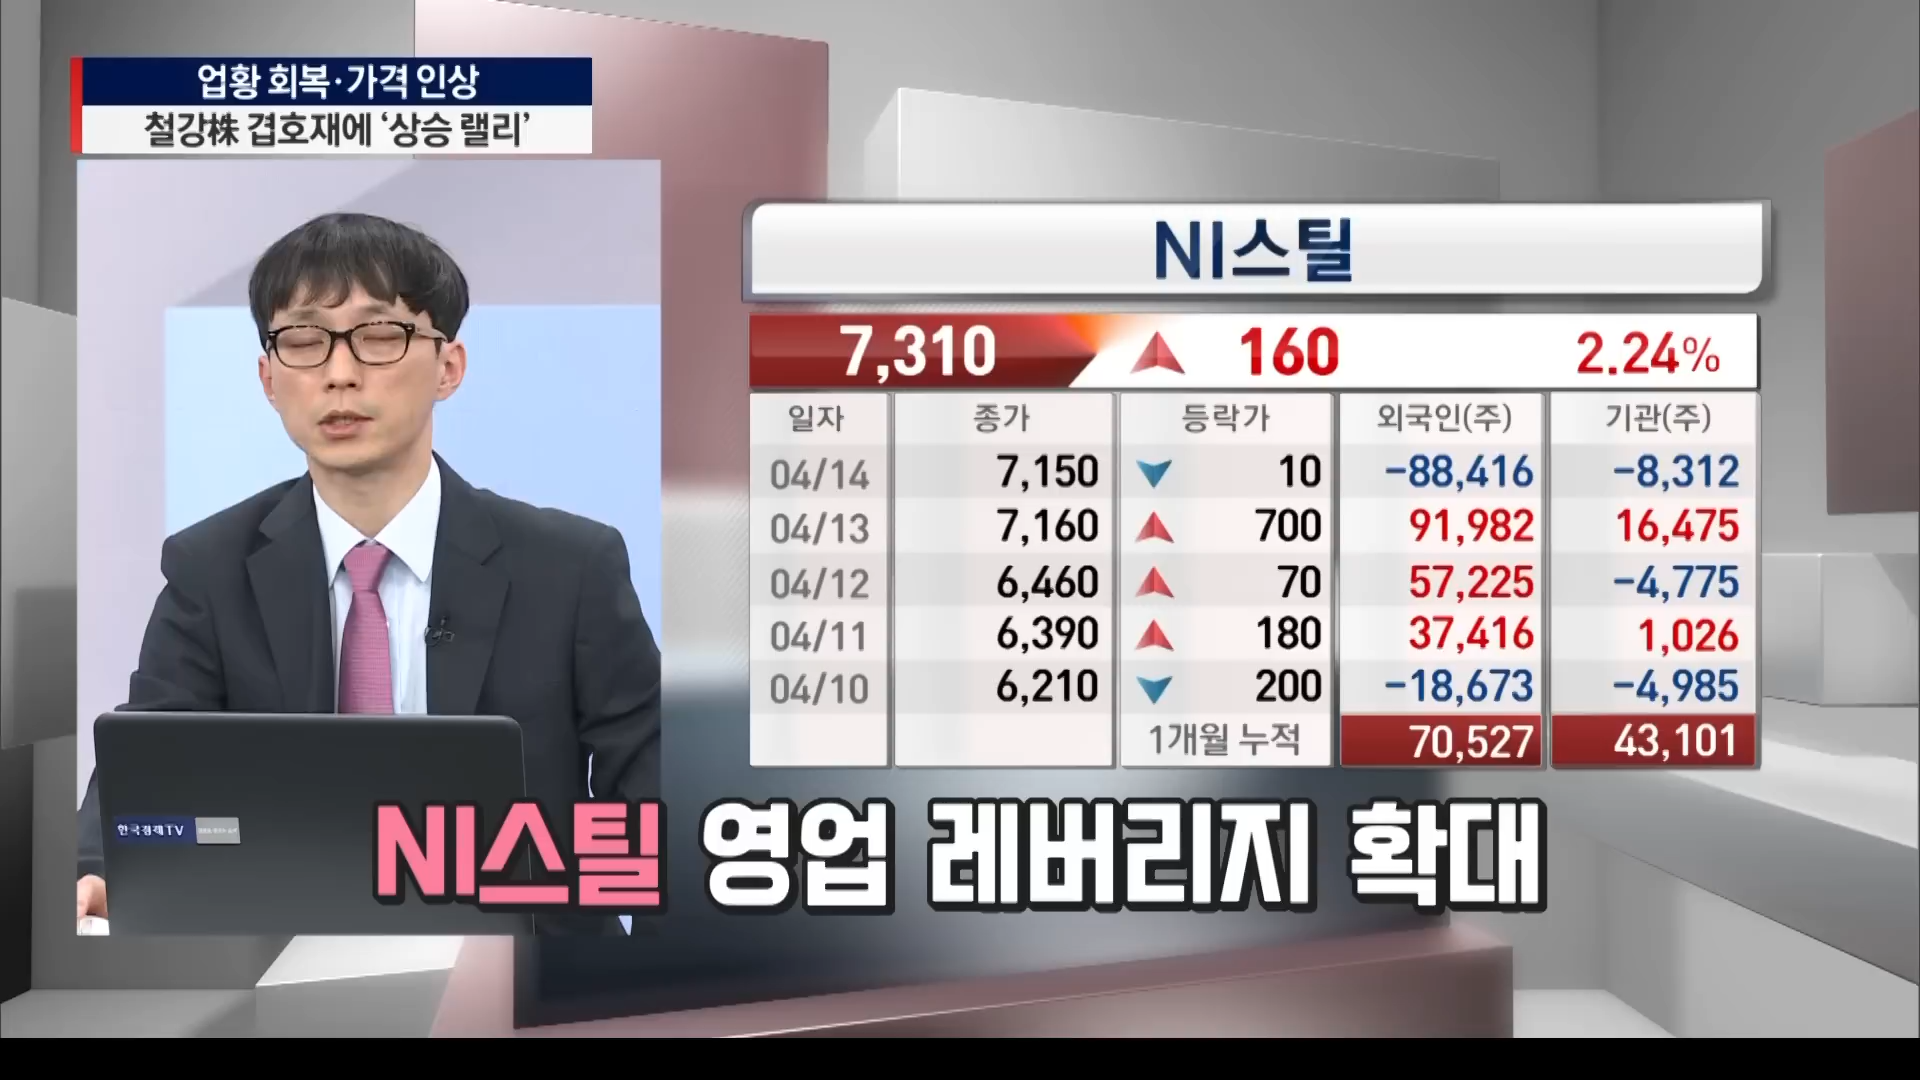 업황 회복·가격 인상
철강株 겹호재에 ‘상승 랠리’
NI스틸
7,310 ▲ 160 2.24%
일자 종가 등락가 외국인(주) 기관(주)
04/14 7,150 ▼ 10 -88,416 -8,312
04/13 7,160 ▲ 700 91,982 16,475
04/12 6,460 ▲ 70 57,225 -4,775
04/11 6,390 ▲ 180 37,416 1,026
04/10 6,210 ▼ 200 -18,673 -4,985
1개월 누적 70,527 43,101
한국경제TV
NI스틸 영업 레버리지 확대